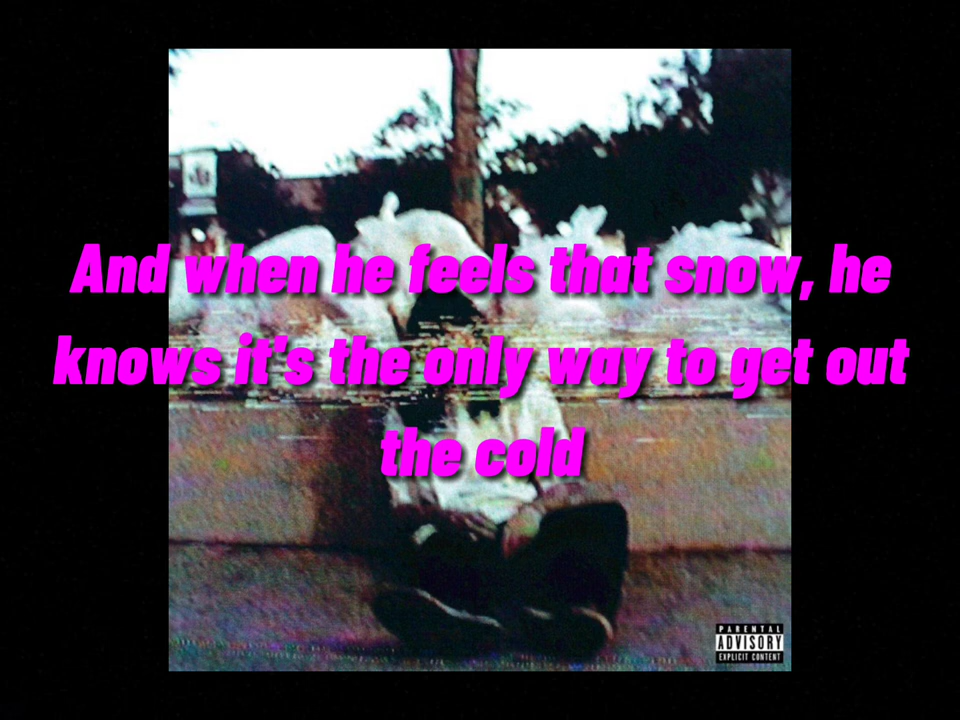 And when he feels that snow, he
knows it's the only way to get out
the cold
PARENTAL
ADVISORY
EXPLICIT CONTENT